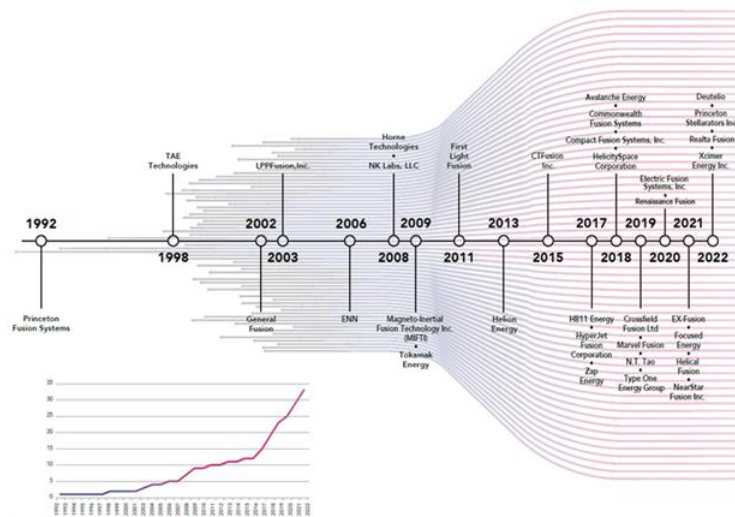 Avalanche Energy
Commonwealth
Fusion Systems
Compact Fusion Systems, Inc.
HelicitySpace
Corporation
Deutelio
Princeton
Stellarators Inc
Realta Fusion
Xcimer
Energy Inc.
Electric Fusion
Systems, Inc.
Renaissance Fusion
TAE
Technologies
LPPFusion,Inc.
Horne
Technologies
NK Labs, LLC
First
Light
Fusion
CTFusion
Inc.
1992
1998
2002
2003
2006
2008
2009
2011
2013
2015
2017
2018
2019
2020
2021
2022
Princeton
Fusion Systems
General
Fusion
ENN
Magneto-Inertial
Fusion Technology Inc.
(MIFTI)
Tokamak
Energy
Helion
Energy
HB11 Energy
HyperJet
Fusion
Corporation
Zap
Energy
Crossfield
Fusion Ltd
Marvel Fusion
N.T. Tao
Type One
Energy Group
EX-Fusion
Focused
Energy
Helical
Fusion
NearStar
Fusion Inc.
35
30
25
20
15
10
5
0